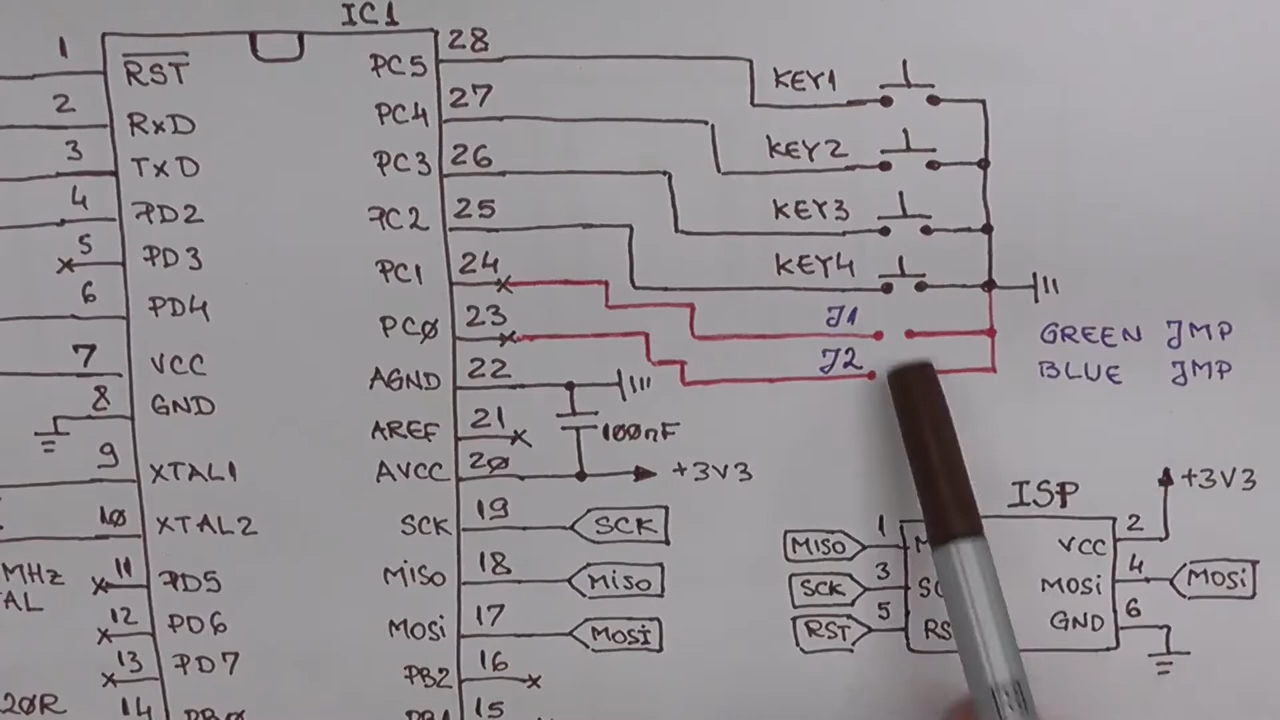 IC1
1 RST PC5 28 KEY1
2 RxD PC4 27 KEY2
3 TxD PC3 26 KEY3
4 PD2 PC2 25 KEY4
5 PD3 PC1 24 J1 GREEN JMP
6 PD4 PC0 23 J2 BLUE JMP
7 VCC AGND 22
8 GND AREF 21 100nF
9 XTAL1 AVCC 20 +3V3
10 XTAL2 SCK 19 SCK
MHz 11 PD5 MiSO 18 MiSO
AL 12 PD6 MOSi 17 MOSI
13 PD7 PB2 16
20R 14 PB0 PB1 15
ISP
+3V3
MISO 1 VCC 2
SCK 3 MOSi 4 MOSi
RST 5 RS GND 6